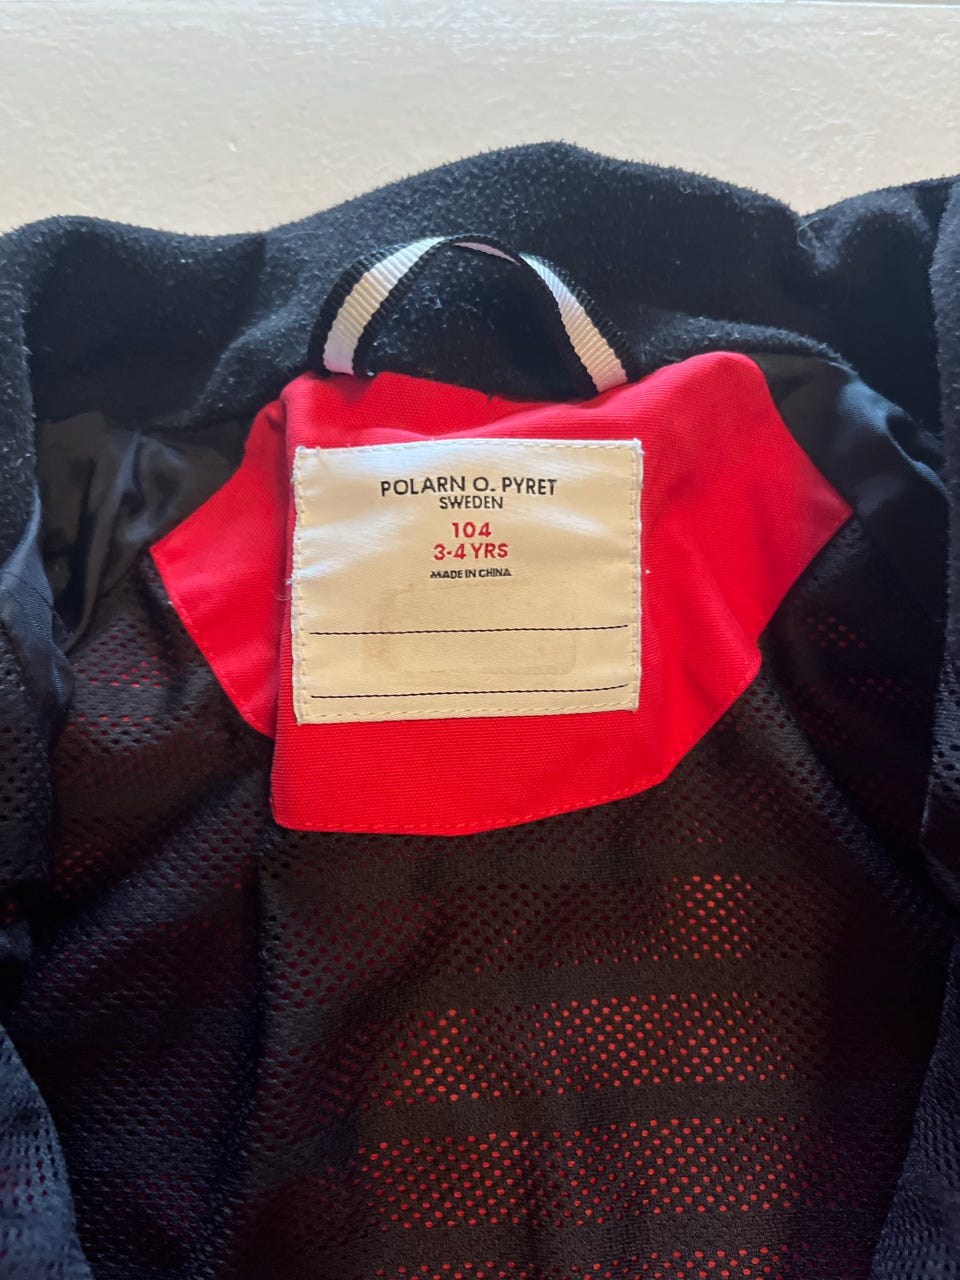 POLARN O. PYRET
SWEDEN
104
3-4 YRS
MADE IN CHINA